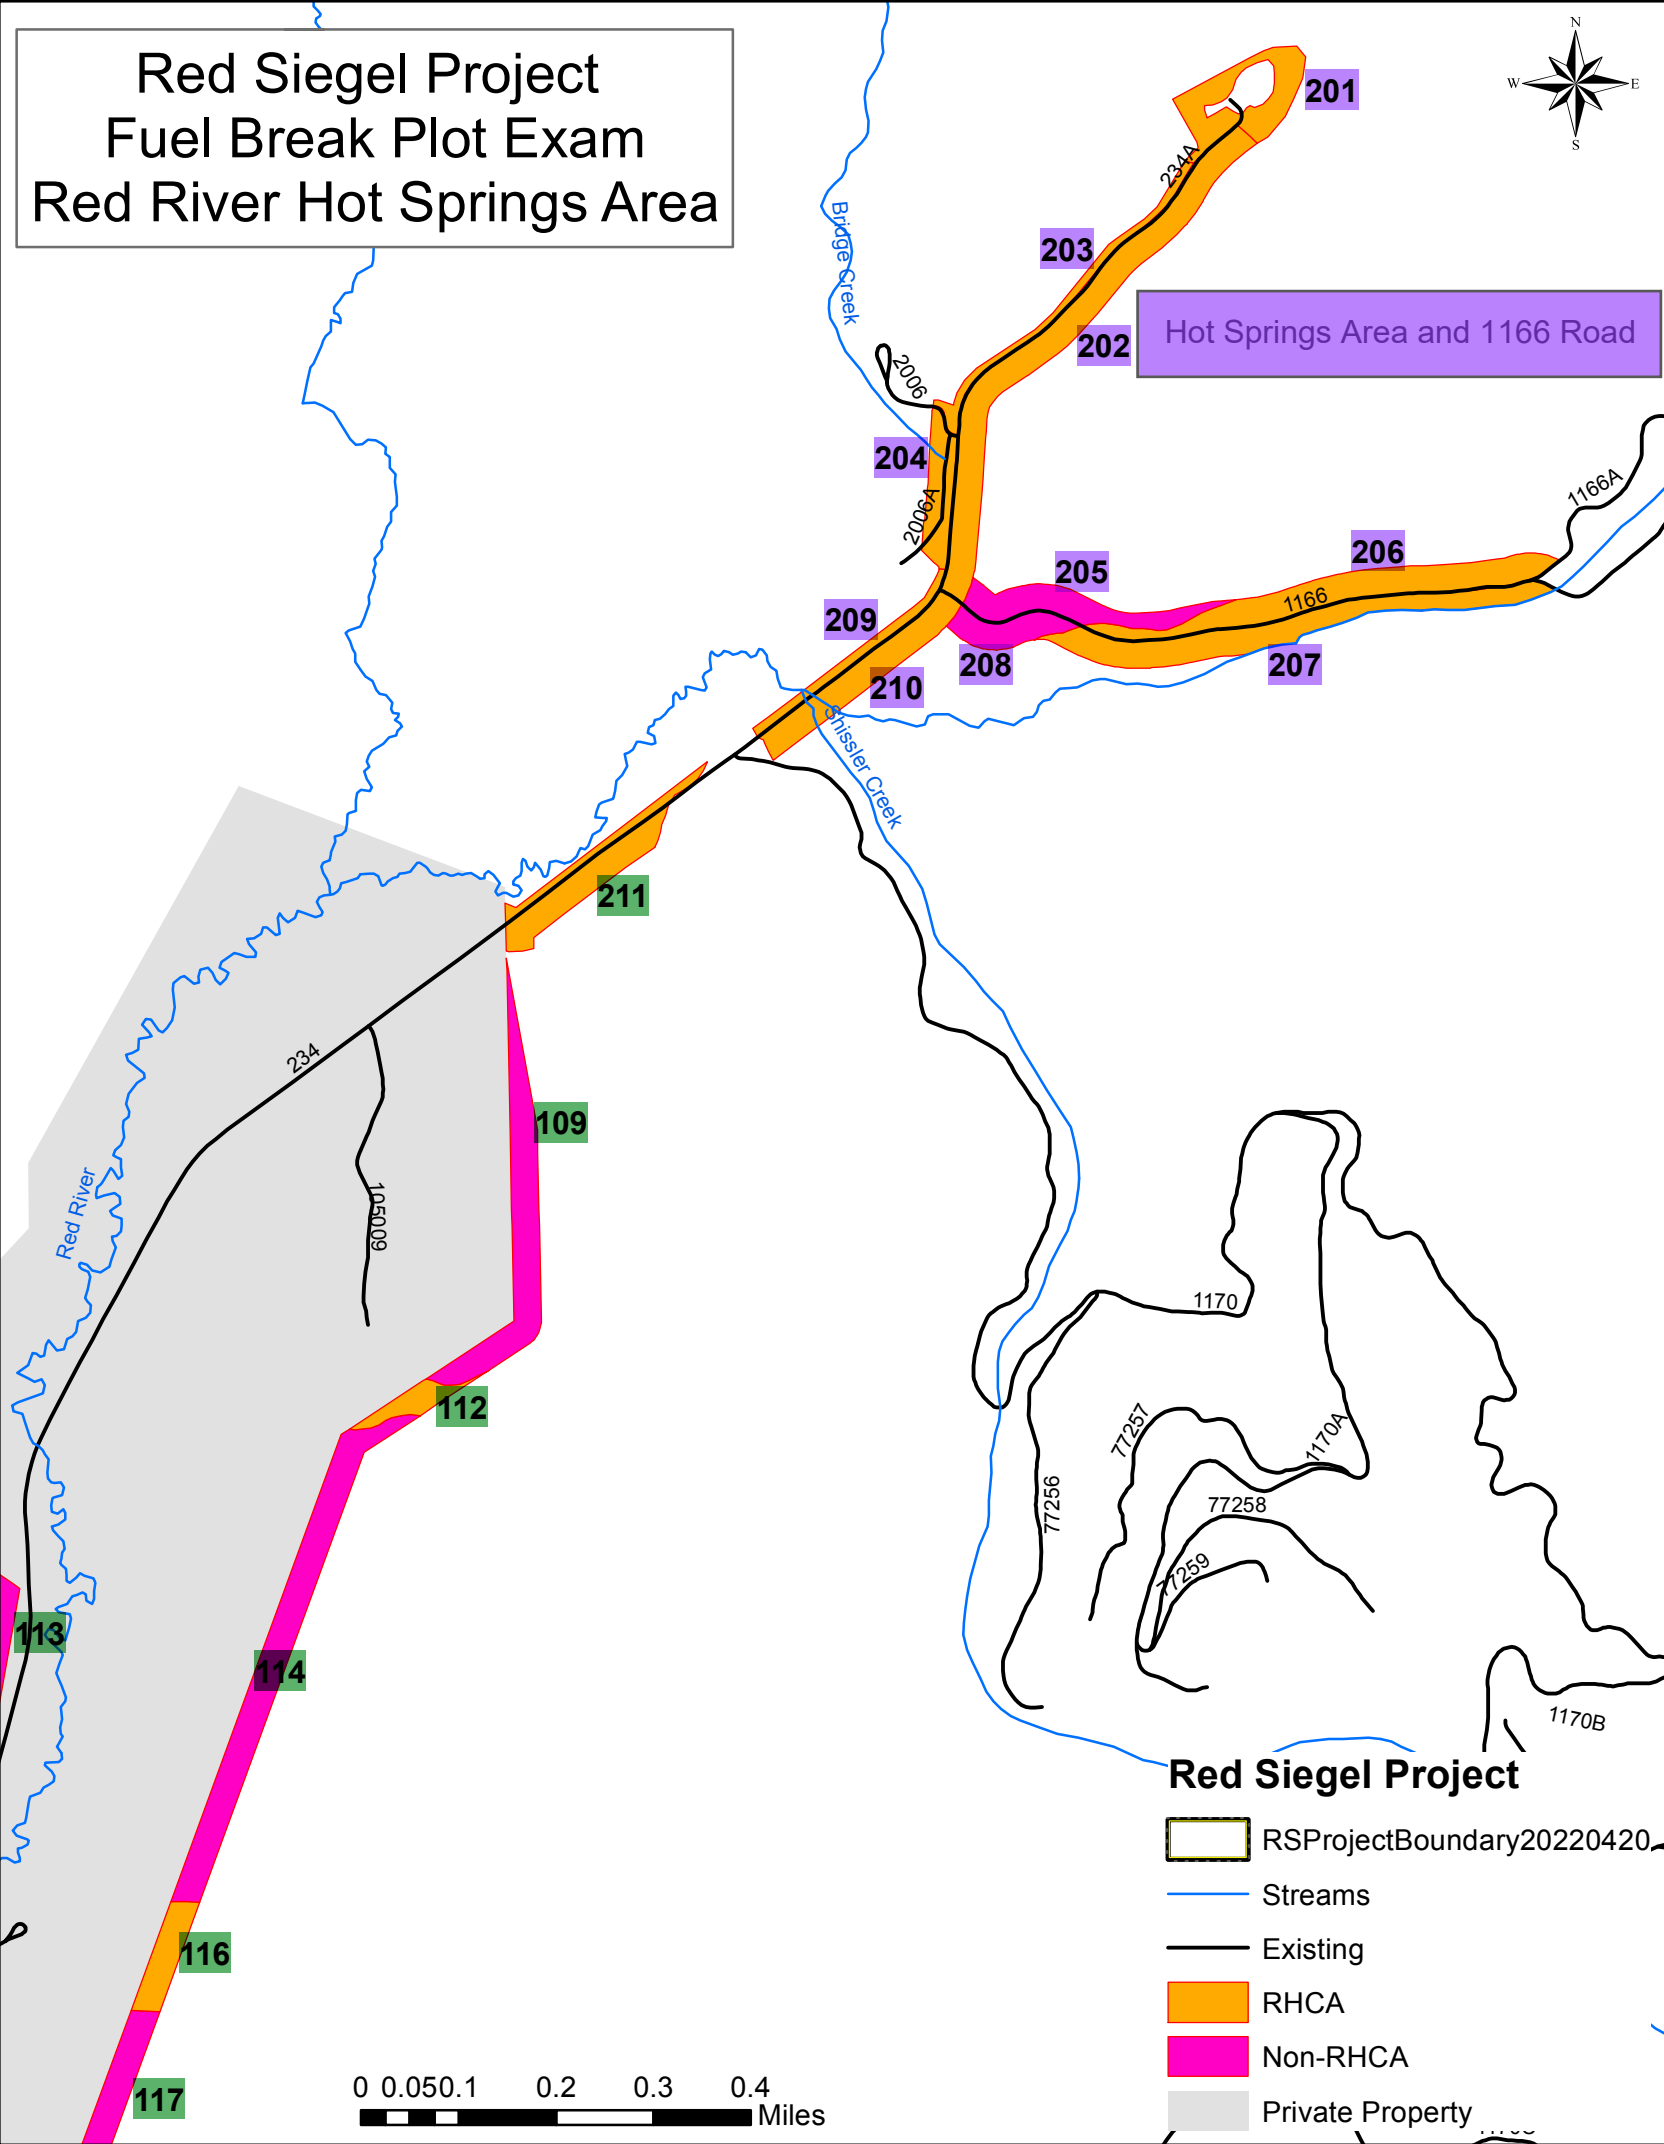 Red Siegel Project
Fuel Break Plot Exam
Red River Hot Springs Area
N
W
E
S
201
234A
203
Bridge Creek
202
Hot Springs Area and 1166 Road
2006
204
1166A
2006A
206
205
1166
209
208
207
210
Shissler Creek
211
234
109
Red River
105009
1170
112
77257
1170A
77256
77258
77259
113
114
1170B
Red Siegel Project
RSProjectBoundary20220420
Streams
Existing
RHCA
116
Non-RHCA
117
0 0.05 0.1 0.2 0.3 0.4
Miles
Private Property